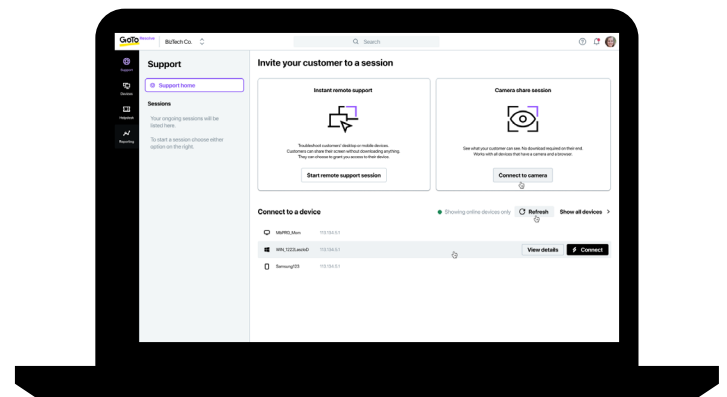 GoTo Resolve
BizTech Co.
Search
Support
Devices
Helpdesk
Reporting
Support
Support home
Sessions
Your ongoing sessions will be
listed here.
To start a session choose either
option on the right.
Invite your customer to a session
Instant remote support
Troubleshoot customers' desktop or mobile devices.
Customers can share their screen without downloading anything.
They can choose to grant you access to their device.
Start remote support session
Camera share session
See what your customer can see. No download required on their end.
Works with all devices that have a camera and a browser.
Connect to camera
Connect to a device
Showing online devices only
Refresh
Show all devices
View details
Connect
Samsung123